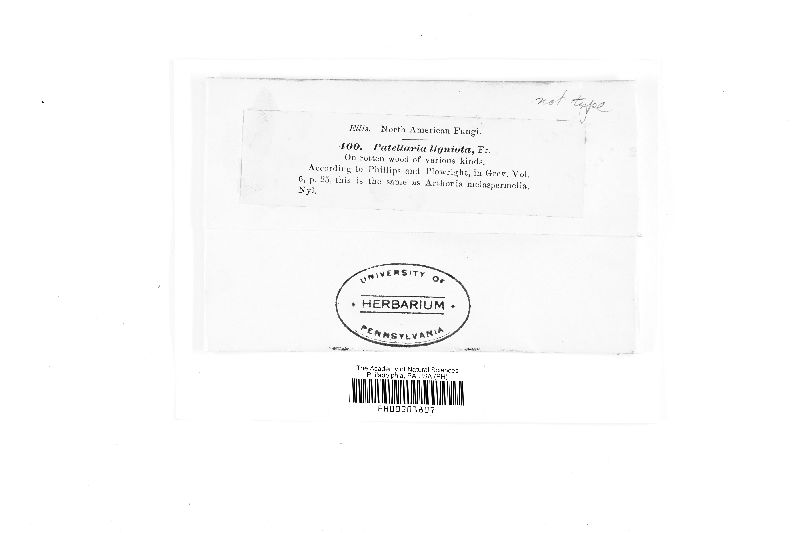 not type
Ellis. North American Fungi.
400. Patellaria ligniota, Fr.
On rotten wood of various kinds.
According to Phillips and Plowright, in Grev. Vol.
6, p. 25, this is the same as Arthonia melaspermella,
Nyl.
UNIVERSITY OF
• HERBARIUM •
PENNSYLVANIA
The Academy of Natural Sciences
Philadelphia, PA USA (PH)